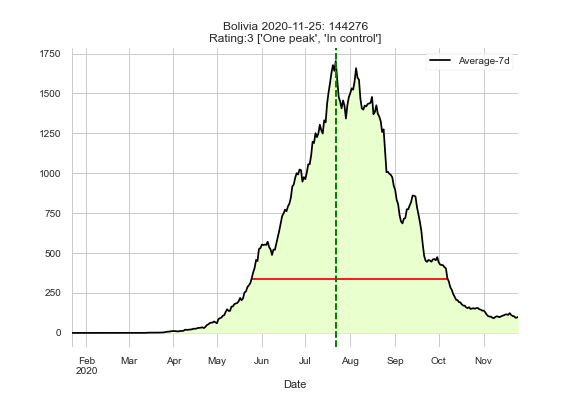 Bolivia 2020-11-25: 144276
Rating:3 ['One peak', 'In control']
Average-7d
1750
1500
1250
1000
750
500
250
0
Feb Mar Apr May Jun Jul Aug Sep Oct Nov
2020
Date